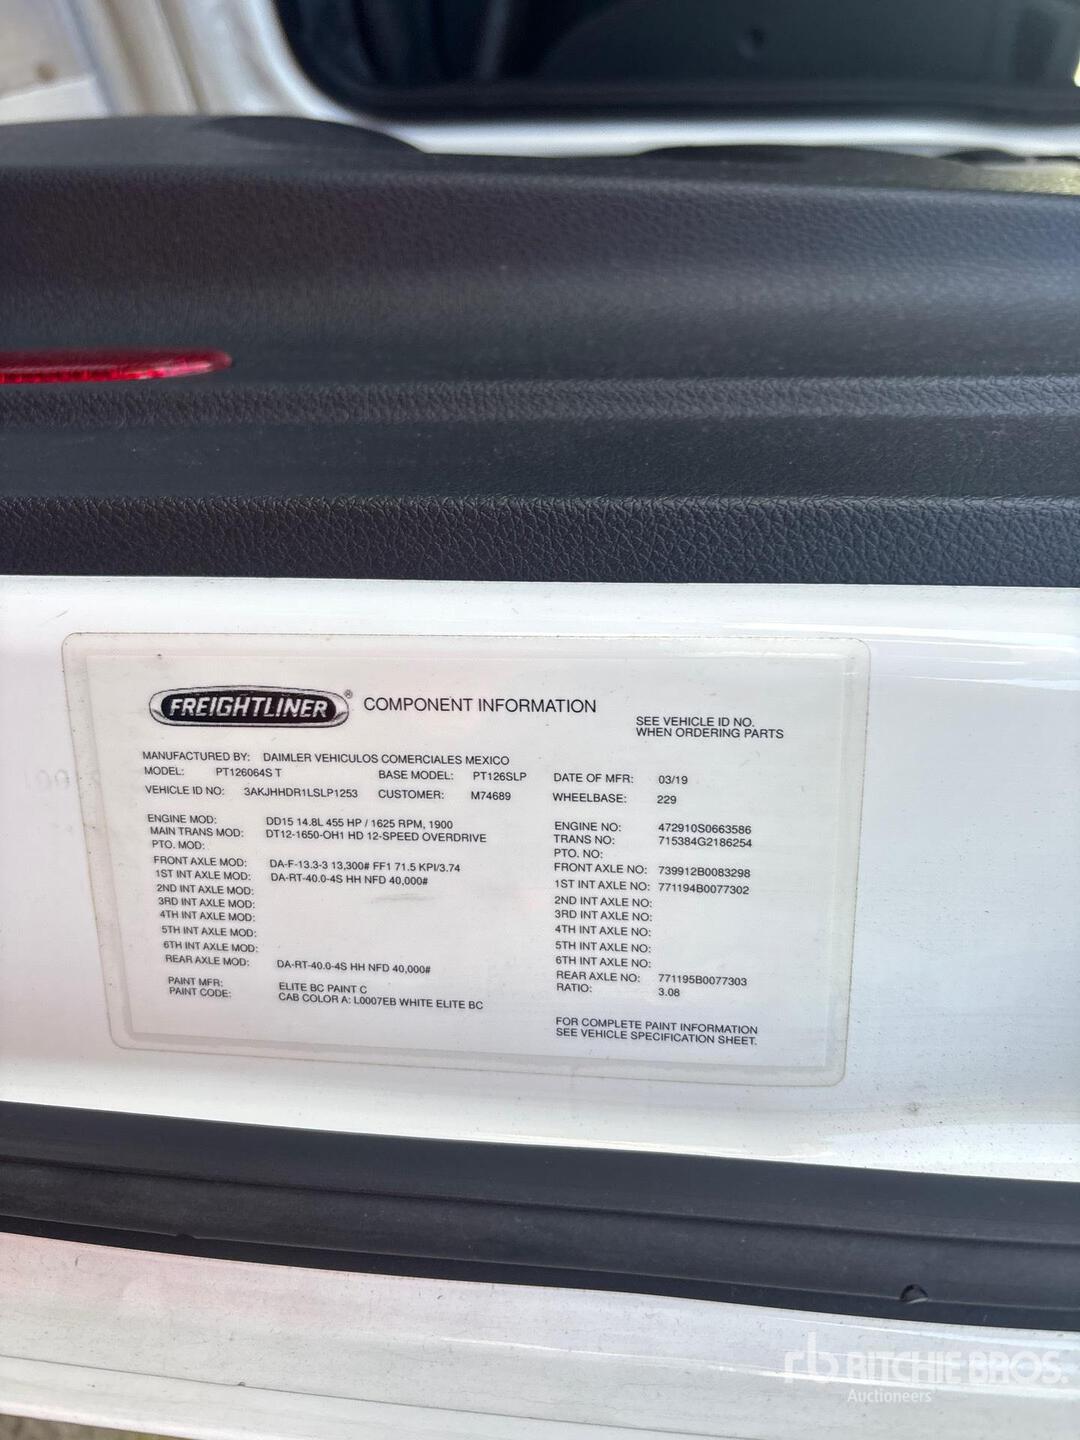 FREIGHTLINER® COMPONENT INFORMATION
SEE VEHICLE ID NO.
WHEN ORDERING PARTS
MANUFACTURED BY: DAIMLER VEHICULOS COMERCIALES MEXICO
MODEL: PT126064S T BASE MODEL: PT126SLP DATE OF MFR: 03/19
VEHICLE ID NO: 3AKJHHDR1LSLP1253 CUSTOMER: M74689 WHEELBASE: 229
ENGINE MOD: DD15 14.8L 455 HP / 1625 RPM, 1900 ENGINE NO: 472910S0663586
MAIN TRANS MOD: DT12-1650-OH1 HD 12-SPEED OVERDRIVE TRANS NO: 715384G2186254
PTO. MOD: PTO. NO:
FRONT AXLE MOD: DA-F-13.3-3 13,300# FF1 71.5 KPI/3.74 FRONT AXLE NO: 739912B0083298
1ST INT AXLE MOD: DA-RT-40.0-4S HH NFD 40,000# 1ST INT AXLE NO: 771194B0077302
2ND INT AXLE MOD: 2ND INT AXLE NO:
3RD INT AXLE MOD: 3RD INT AXLE NO:
4TH INT AXLE MOD: 4TH INT AXLE NO:
5TH INT AXLE MOD: 5TH INT AXLE NO:
6TH INT AXLE MOD: 6TH INT AXLE NO:
REAR AXLE MOD: DA-RT-40.0-4S HH NFD 40,000# REAR AXLE NO: 771195B0077303
RATIO: 3.08
PAINT MFR: ELITE BC PAINT C
PAINT CODE: CAB COLOR A: L0007EB WHITE ELITE BC
FOR COMPLETE PAINT INFORMATION
SEE VEHICLE SPECIFICATION SHEET.
rb RITCHIE BROS.
Auctioneers